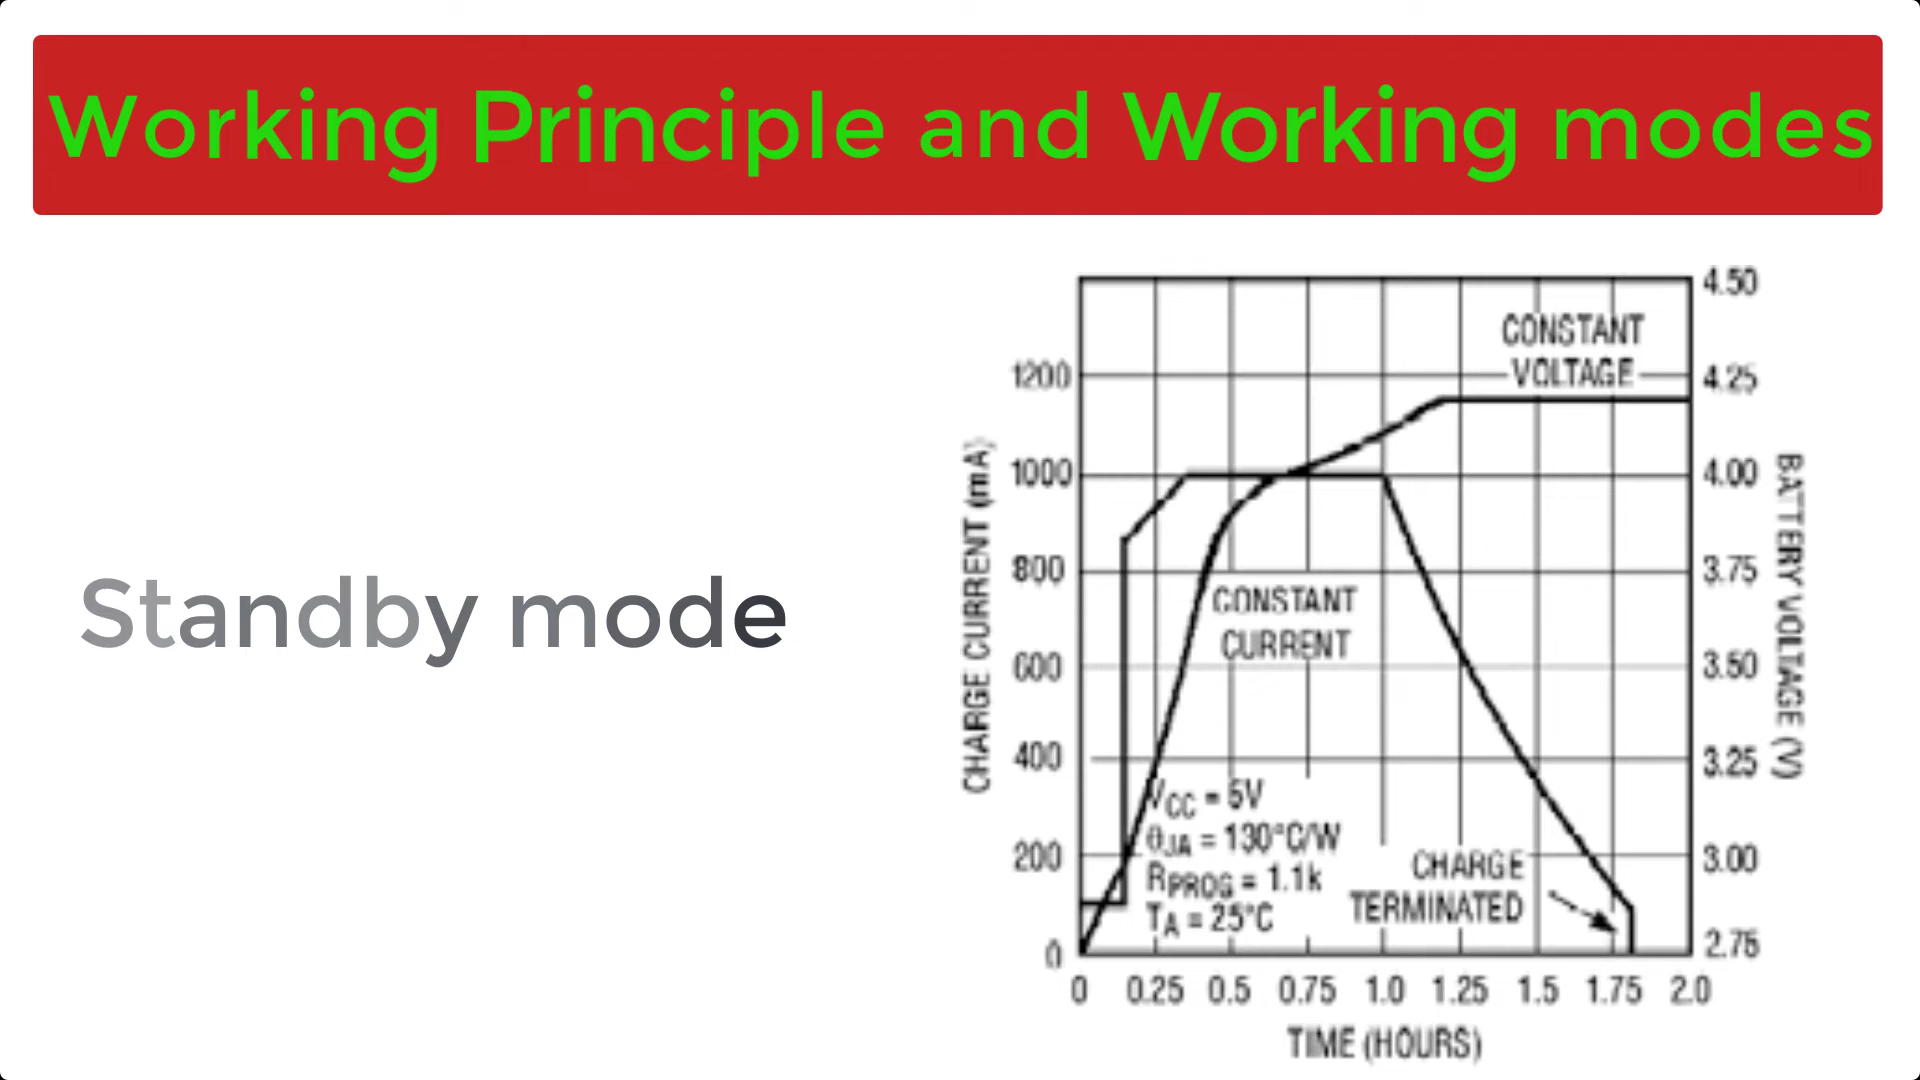 Working Principle and Working modes
Standby mode
CHARGE CURRENT (mA)
1200
1000
800
600
400
200
0
CONSTANT
VOLTAGE
CONSTANT
CURRENT
VCC = 5V
θJA = 130°C/W
RPROG = 1.1k
TA = 25°C
CHARGE
TERMINATED
4.50
4.25
4.00
3.75
3.50
3.25
3.00
2.75
BATTERY VOLTAGE (V)
0 0.25 0.5 0.75 1.0 1.25 1.5 1.75 2.0
TIME (HOURS)